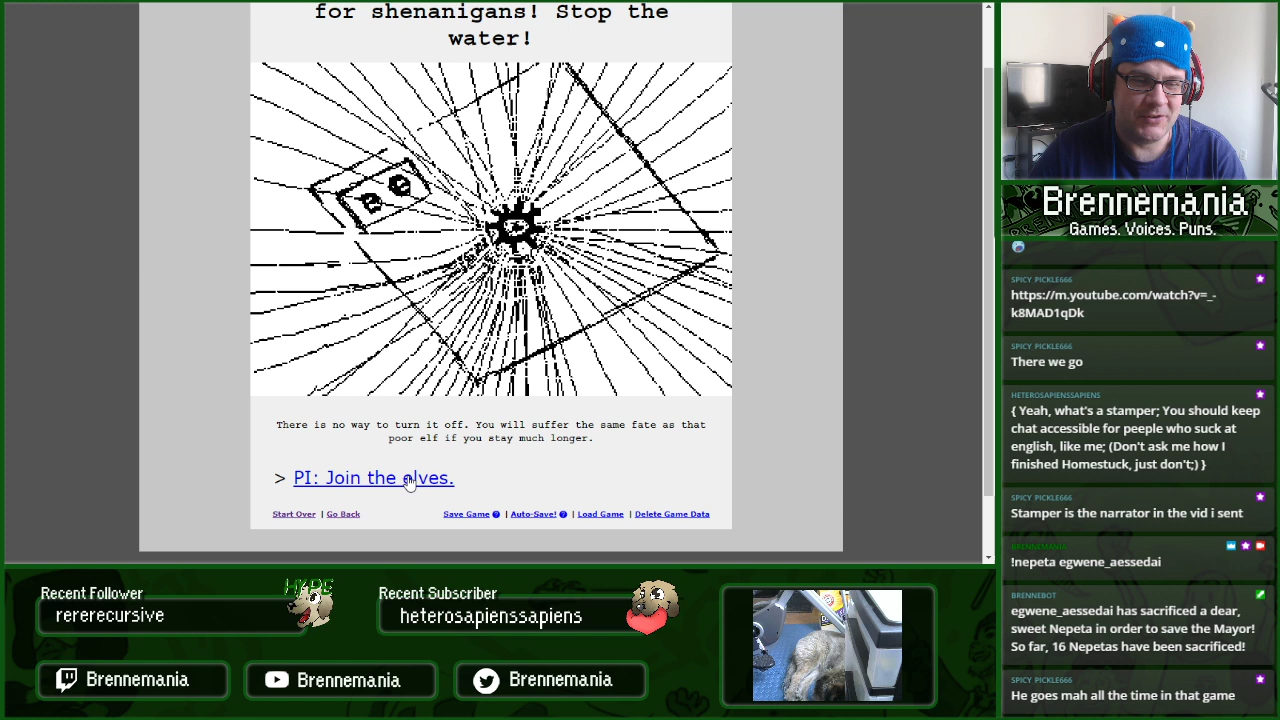 for shenanigans! Stop the
water!
There is no way to turn it off. You will suffer the same fate as that
poor elf if you stay much longer.
> PI: Join the elves.
Start Over | Go Back
Save Game ? | Auto-Save! ? | Load Game | Delete Game Data
Brennemania
Games. Voices. Puns.
SPICY PICKLE666
https://m.youtube.com/watch?v=_-
k8MAD1qDk
SPICY PICKLE666
There we go
HETEROSAPIENSSAPIENS
{ Yeah, what's a stamper; You should keep
chat accessible for peeple who suck at
english, like me; (Don't ask me how I
finished Homestuck, just don't;) }
SPICY PICKLE666
Stamper is the narrator in the vid i sent
BRENNEMANIA
!nepeta egwene_aessedai
BRENNEBOT
egwene_aessedai has sacrificed a dear,
sweet Nepeta in order to save the Mayor!
So far, 16 Nepetas have been sacrificed!
SPICY PICKLE666
He goes mah all the time in that game
Recent Follower
HYPE
rererecursive
Recent Subscriber
heterosapienssapiens
Brennemania
Brennemania
Brennemania